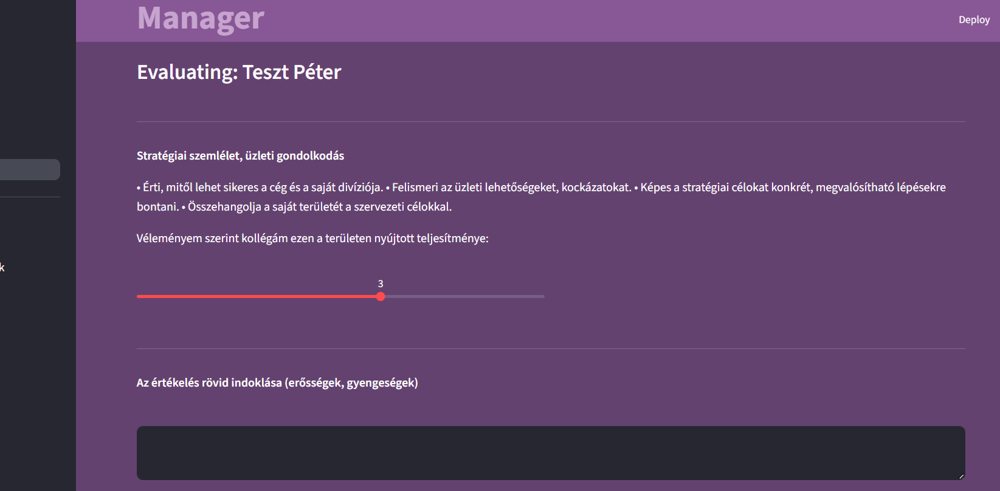 Manager
Deploy
Evaluating: Teszt Péter
Stratégiai szemlélet, üzleti gondolkodás
• Érti, mitől lehet sikeres a cég és a saját divíziója. • Felismeri az üzleti lehetőségeket, kockázatokat. • Képes a stratégiai célokat konkrét, megvalósítható lépésekre
bontani. • Összehangolja a saját területét a szervezeti célokkal.
Véleményem szerint kollégám ezen a területen nyújtott teljesítménye:
k
3
Az értékelés rövid indoklása (erősségek, gyengeségek)